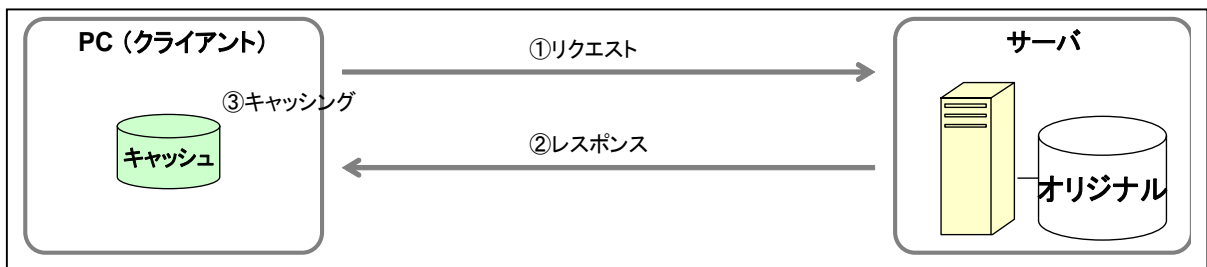 PC(クライアント)
①リクエスト
サーバ
③キャッシング
キャッシュ
②レスポンス
オリジナル